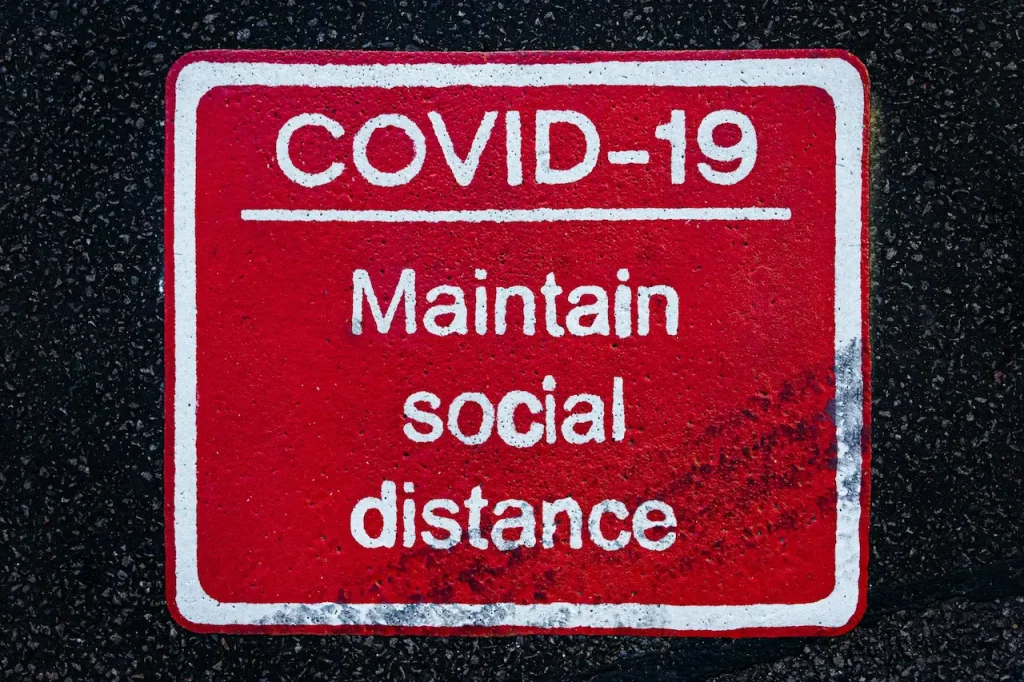 COVID-19
Maintain
social
distance